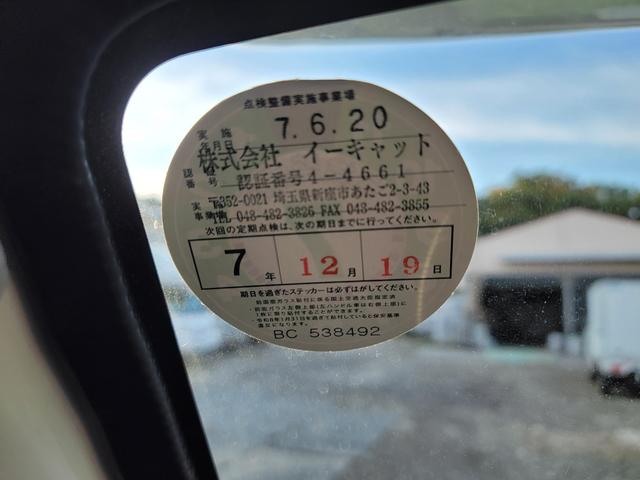 点検整備実施事業場
実施
年月日
7.6.20
株式会社 イーキャット
認証
番号
認証番号4-4661
〒352-0021 埼玉県新座市あたご2-3-43
TEL 048-482-3826 FAX 048-482-3855
次回の定期点検は、次の期日までに行ってください。
7年 12月 19日
期日を過ぎたステッカーは必ずはがしてください。
BC 538492